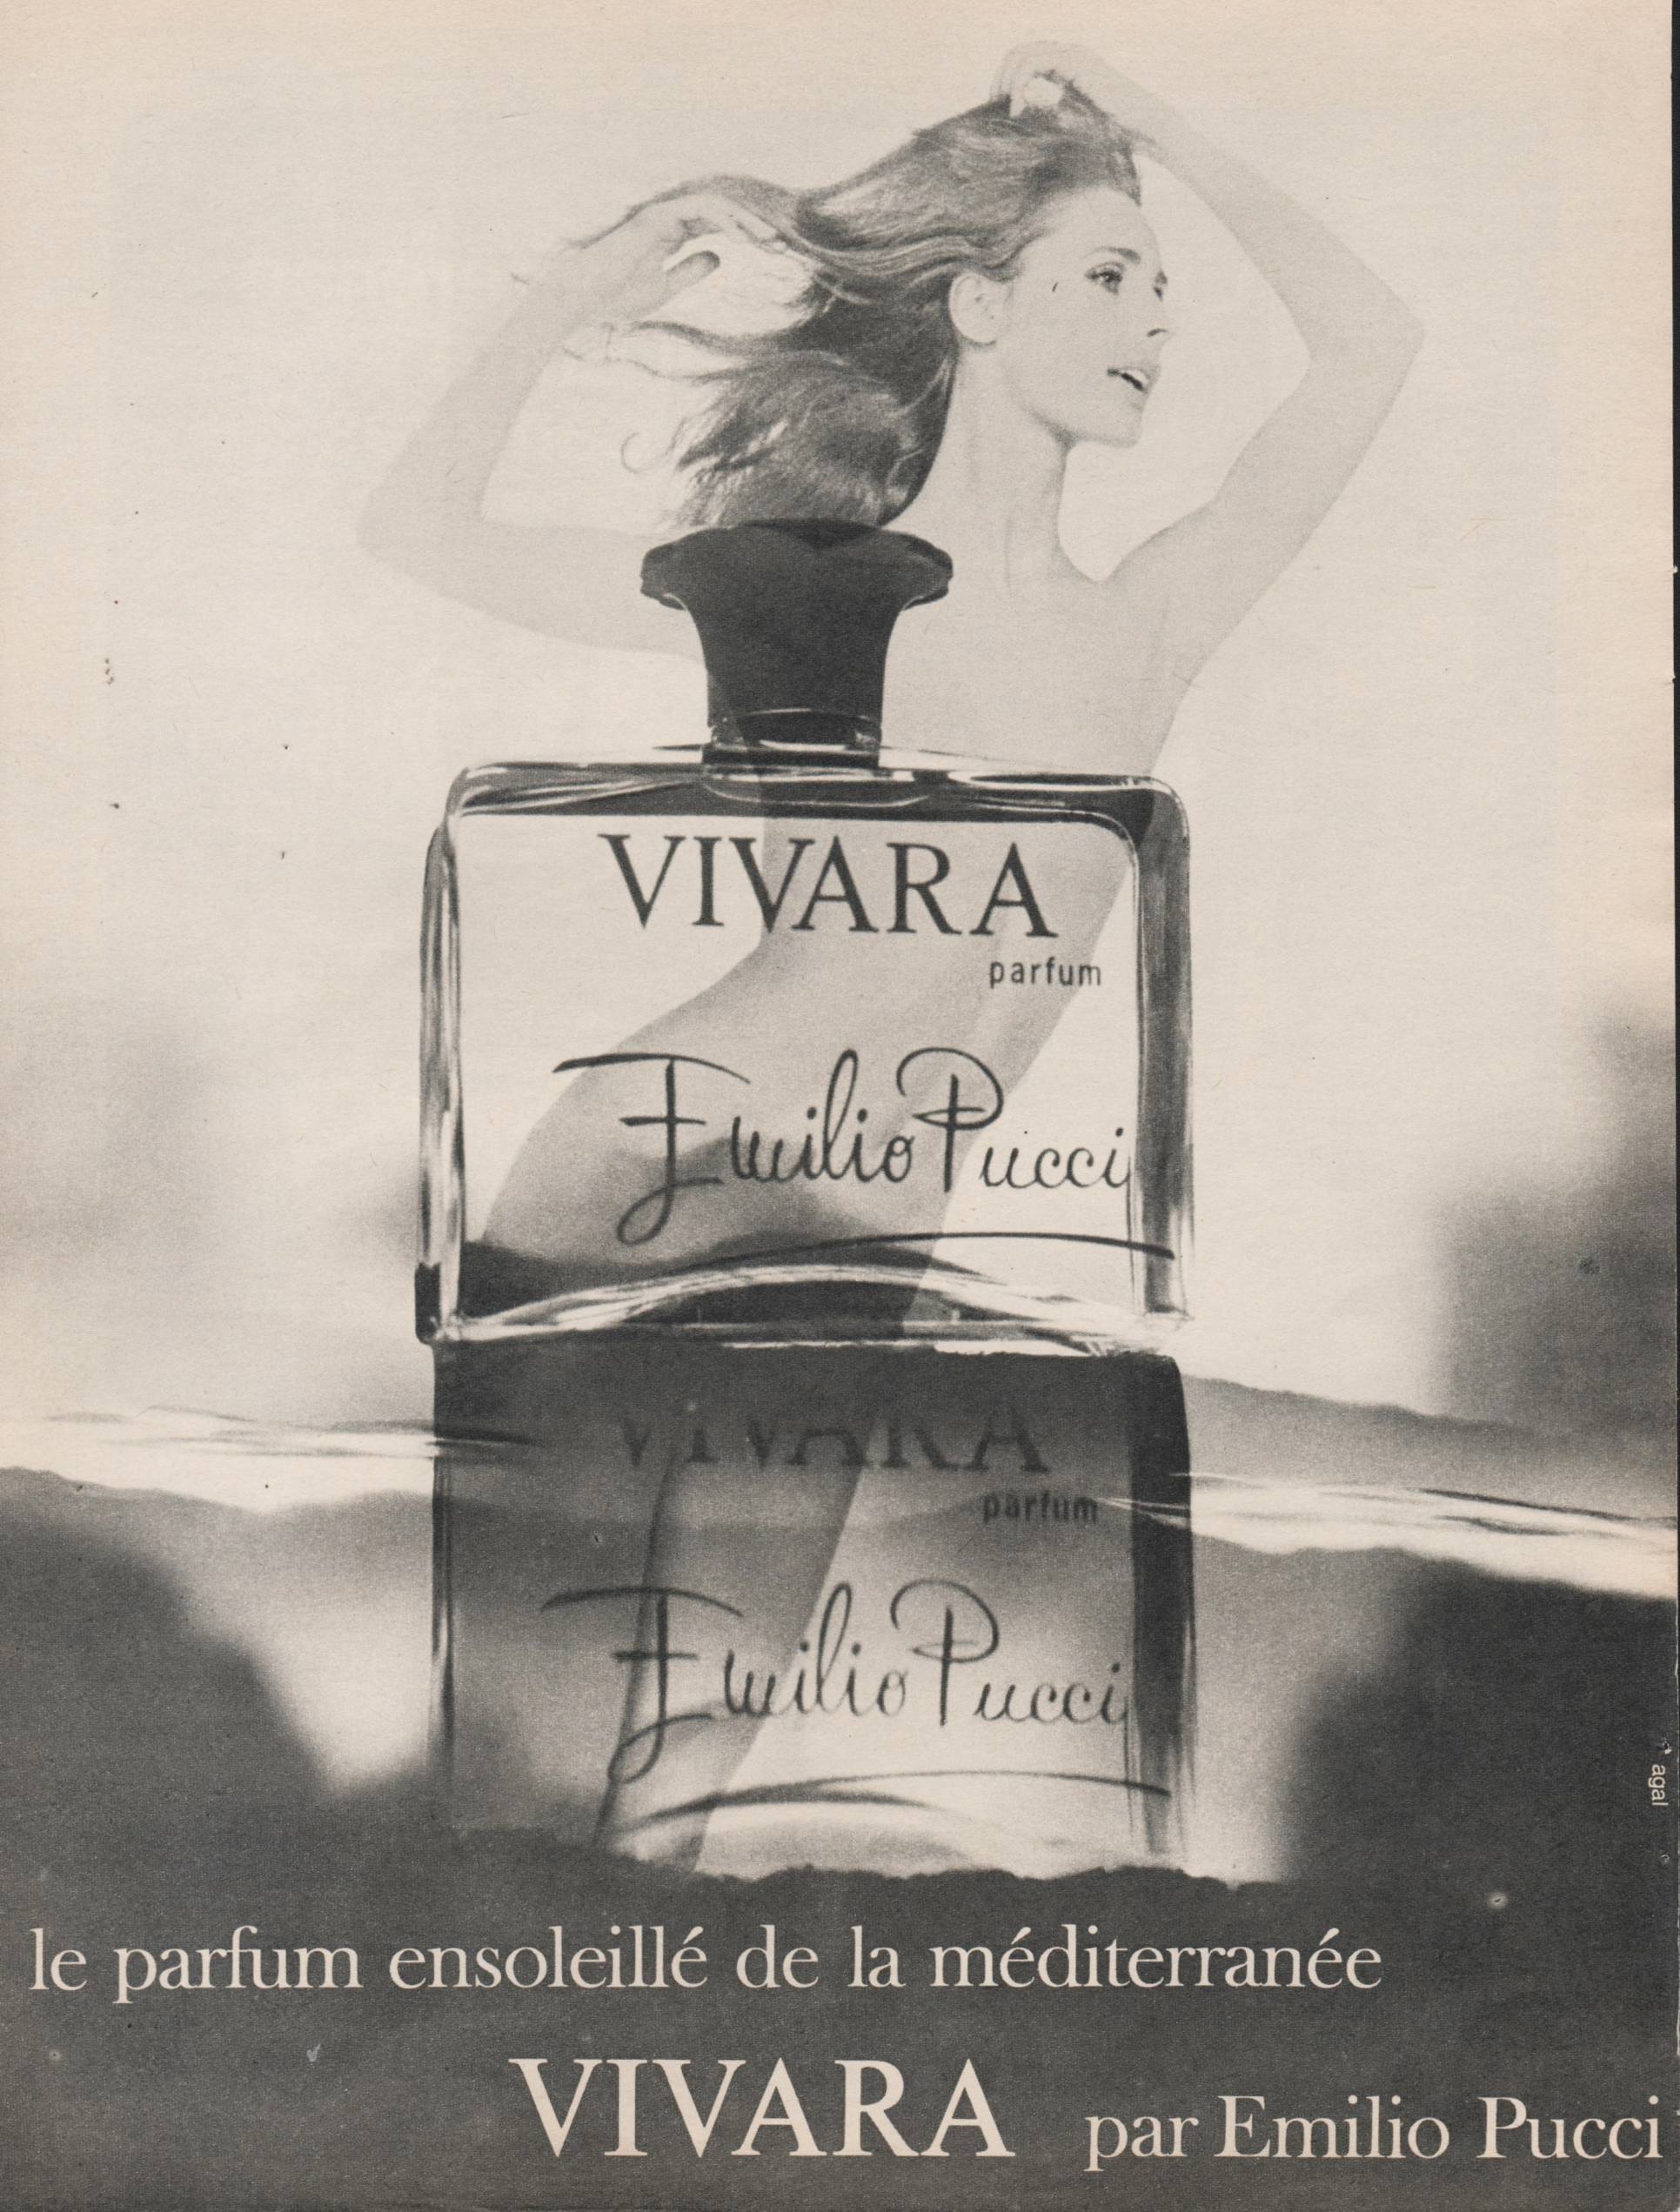 VIVARA
parfum
Emilio Pucci
VIVARA
parfum
Emilio Pucci
agal
le parfum ensoleillé de la méditerranée
VIVARA par Emilio Pucci